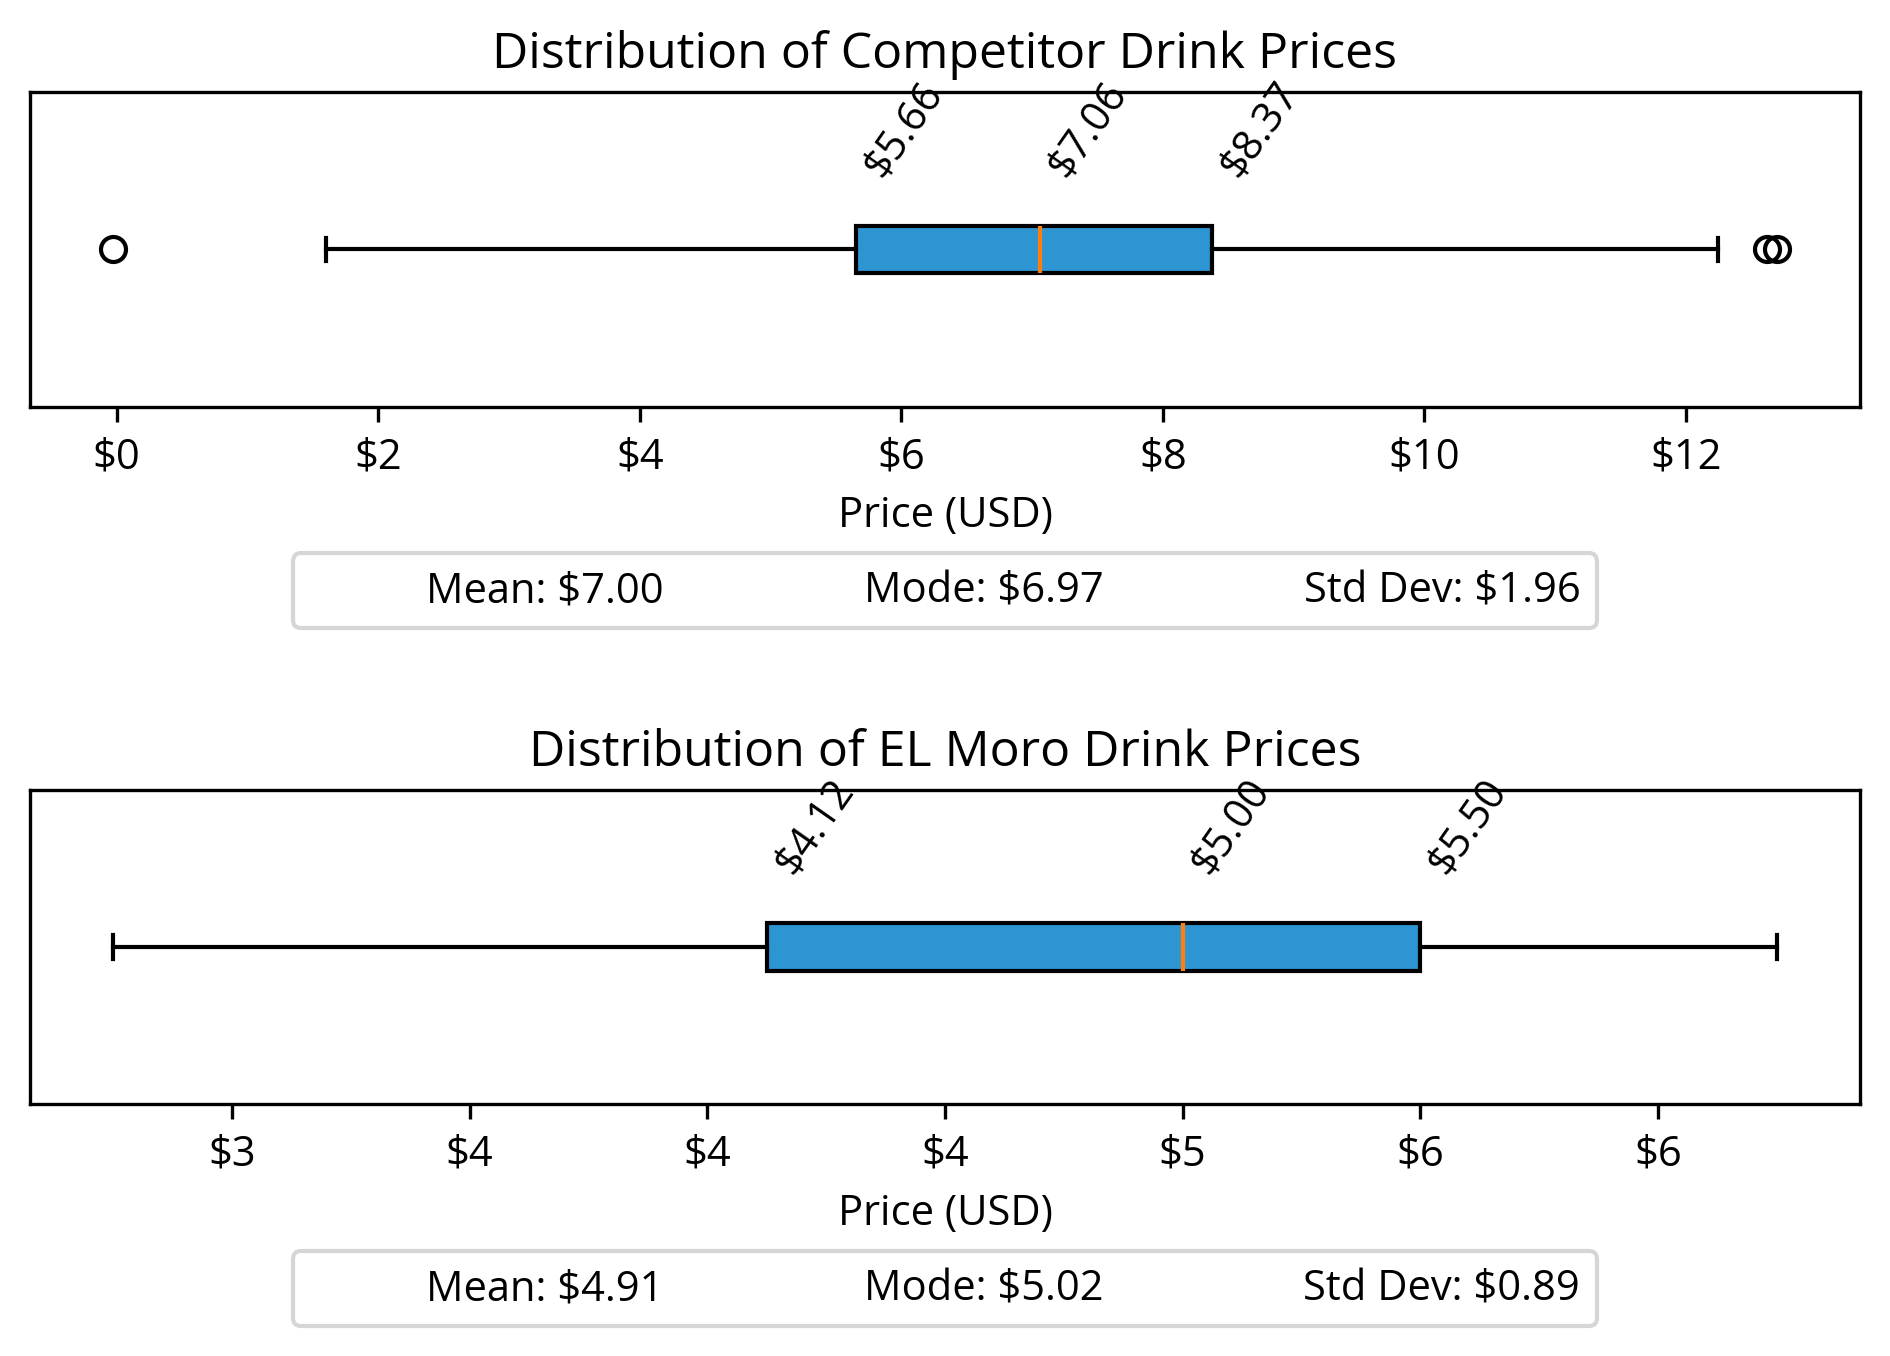 Distribution of Competitor Drink Prices
$5.66 $7.06 $8.37
$0 $2 $4 $6 $8 $10 $12
Price (USD)
Mean: $7.00 Mode: $6.97 Std Dev: $1.96
Distribution of EL Moro Drink Prices
$4.12 $5.00 $5.50
$3 $4 $4 $4 $5 $6 $6
Price (USD)
Mean: $4.91 Mode: $5.02 Std Dev: $0.89